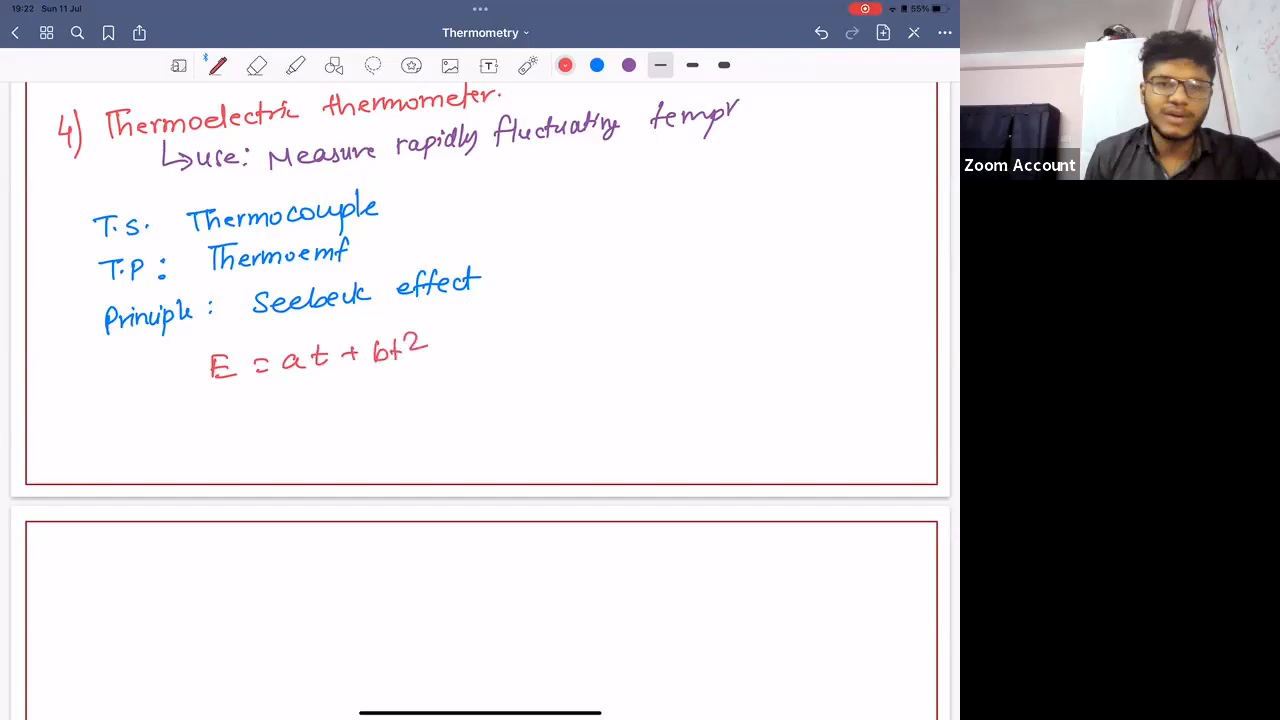 19:22 Sun 11 Jul
55%
Thermometry
4) Thermoelectric thermometer.
↳use: Measure rapidly fluctuating tempr
T.S. Thermocouple
T.P: Thermoemf
Principle: Seebeck effect
E = at + bt²
Zoom Account